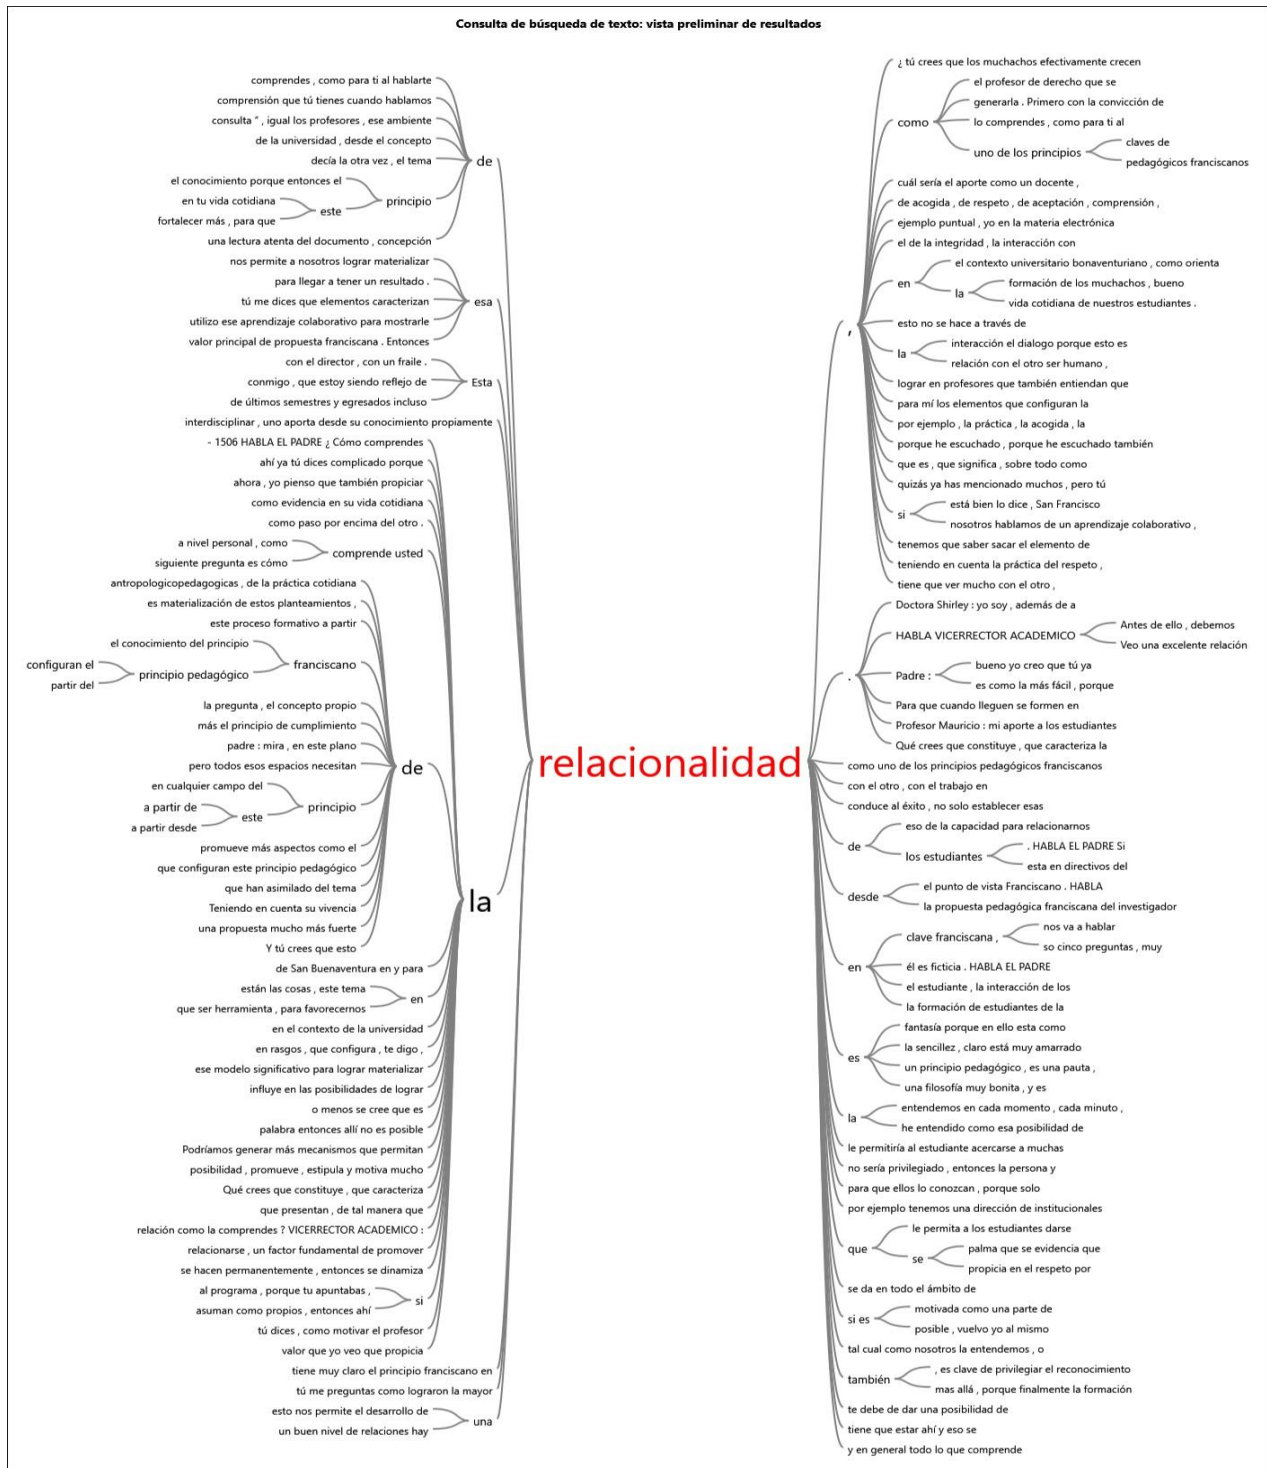 Consulta de búsqueda de texto: vista preliminar de resultados
comprendes , como para ti al hablarte
comprensión que tú tienes cuando hablamos
consulta " , igual los profesores , ese ambiente
de la universidad , desde el concepto
decía la otra vez , el tema
de
el conocimiento porque entonces el
en tu vida cotidiana
este
principio
fortalecer más , para que
una lectura atenta del documento , concepción
nos permite a nosotros lograr materializar
para llegar a tener un resultado .
tú me dices que elementos caracterizan
esa
utilizo ese aprendizaje colaborativo para mostrarle
valor principal de propuesta franciscana . Entonces
con el director , con un fraile .
conmigo , que estoy siendo reflejo de
Esta
de últimos semestres y egresados incluso
interdisciplinar , uno aporta desde su conocimiento propiamente
- 1506 HABLA EL PADRE ¿ Cómo comprendes
ahí ya tú dices complicado porque
ahora , yo pienso que también propiciar
como evidencia en su vida cotidiana
como paso por encima del otro .
a nivel personal , como
comprende usted
siguiente pregunta es cómo
antropologicopedagogicas , de la práctica cotidiana
es materialización de estos planteamientos ,
este proceso formativo a partir
el conocimiento del principio
franciscano
configuran el
principio pedagógico
partir del
la pregunta , el concepto propio
más el principio de cumplimiento
padre : mira , en este plano
pero todos esos espacios necesitan
de
en cualquier campo del
principio
a partir de
este
a partir desde
promueve más aspectos como el
que configuran este principio pedagógico
que han asimilado del tema
Teniendo en cuenta su vivencia
una propuesta mucho más fuerte
Y tú crees que esto
la
de San Buenaventura en y para
están las cosas , este tema
en
que ser herramienta , para favorecernos
en el contexto de la universidad
en rasgos , que configura , te digo ,
ese modelo significativo para lograr materializar
influye en las posibilidades de lograr
o menos se cree que es
palabra entonces allí no es posible
Podríamos generar más mecanismos que permitan
posibilidad , promueve , estipula y motiva mucho
Qué crees que constituye , que caracteriza
que presentan , de tal manera que
relación como la comprendes ? VICERRECTOR ACADEMICO :
relacionarse , un factor fundamental de promover
se hacen permanentemente , entonces se dinamiza
al programa , porque tu apuntabas ,
si
asuman como propios , entonces ahí
tú dices , como motivar el profesor
valor que yo veo que propicia
tiene muy claro el principio franciscano en
tú me preguntas como lograron la mayor
esto nos permite el desarrollo de
una
un buen nivel de relaciones hay
relacionalidad
,
¿ tú crees que los muchachos efectivamente crecen
como
el profesor de derecho que se
generarla . Primero con la convicción de
lo comprendes , como para ti al
uno de los principios
claves de
pedagógicos franciscanos
cuál sería el aporte como un docente ,
de acogida , de respeto , de aceptación , comprensión ,
ejemplo puntual , yo en la materia electrónica
el de la integridad , la interacción con
en
el contexto universitario bonaventuriano , como orienta
la
formación de los muchachos , bueno
vida cotidiana de nuestros estudiantes .
esto no se hace a través de
la
interacción el dialogo porque esto es
relación con el otro ser humano ,
lograr en profesores que también entiendan que
para mí los elementos que configuran la
por ejemplo , la práctica , la acogida , la
porque he escuchado , porque he escuchado también
que es , que significa , sobre todo como
quizás ya has mencionado muchos , pero tú
si
está bien lo dice , San Francisco
nosotros hablamos de un aprendizaje colaborativo ,
tenemos que saber sacar el elemento de
teniendo en cuenta la práctica del respeto ,
tiene que ver mucho con el otro ,
.
Doctora Shirley : yo soy , además de a
HABLA VICERRECTOR ACADEMICO
Antes de ello , debemos
Veo una excelente relación
Padre :
bueno yo creo que tú ya
es como la más fácil , porque
Para que cuando lleguen se formen en
Profesor Mauricio : mi aporte a los estudiantes
Qué crees que constituye , que caracteriza la
como uno de los principios pedagógicos franciscanos
con el otro , con el trabajo en
conduce al éxito , no solo establecer esas
de
eso de la capacidad para relacionarnos
los estudiantes
. HABLA EL PADRE Si
esta en directivos del
desde
el punto de vista Franciscano . HABLA
la propuesta pedagógica franciscana del investigador
en
clave franciscana ,
nos va a hablar
so cinco preguntas , muy
él es ficticia . HABLA EL PADRE
el estudiante , la interacción de los
la formación de estudiantes de la
es
fantasía porque en ello esta como
la sencillez , claro está muy amarrado
un principio pedagógico , es una pauta ,
una filosofía muy bonita , y es
la
entendemos en cada momento , cada minuto ,
he entendido como esa posibilidad de
le permitiría al estudiante acercarse a muchas
no sería privilegiado , entonces la persona y
para que ellos lo conozcan , porque solo
por ejemplo tenemos una dirección de institucionales
que
le permita a los estudiantes darse
se
palma que se evidencia que
propicia en el respeto por
se da en todo el ámbito de
si es
motivada como una parte de
posible , vuelvo yo al mismo
tal cual como nosotros la entendemos , o
también
, es clave de privilegiar el reconocimiento
mas allá , porque finalmente la formación
te debe de dar una posibilidad de
tiene que estar ahí y eso se
y en general todo lo que comprende